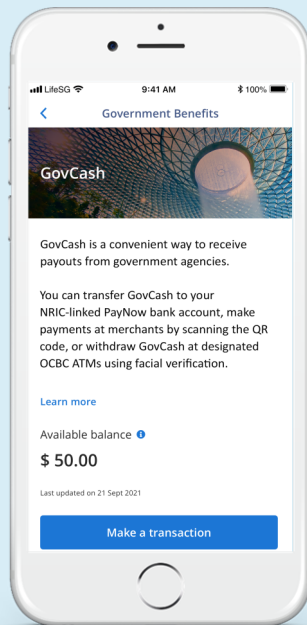 LifeSG
9:41 AM
100%
Government Benefits
GovCash
GovCash is a convenient way to receive
payouts from government agencies.
You can transfer GovCash to your
NRIC-linked PayNow bank account, make
payments at merchants by scanning the QR
code, or withdraw GovCash at designated
OCBC ATMs using facial verification.
Learn more
Available balance
$ 50.00
Last updated on 21 Sept 2021
Make a transaction